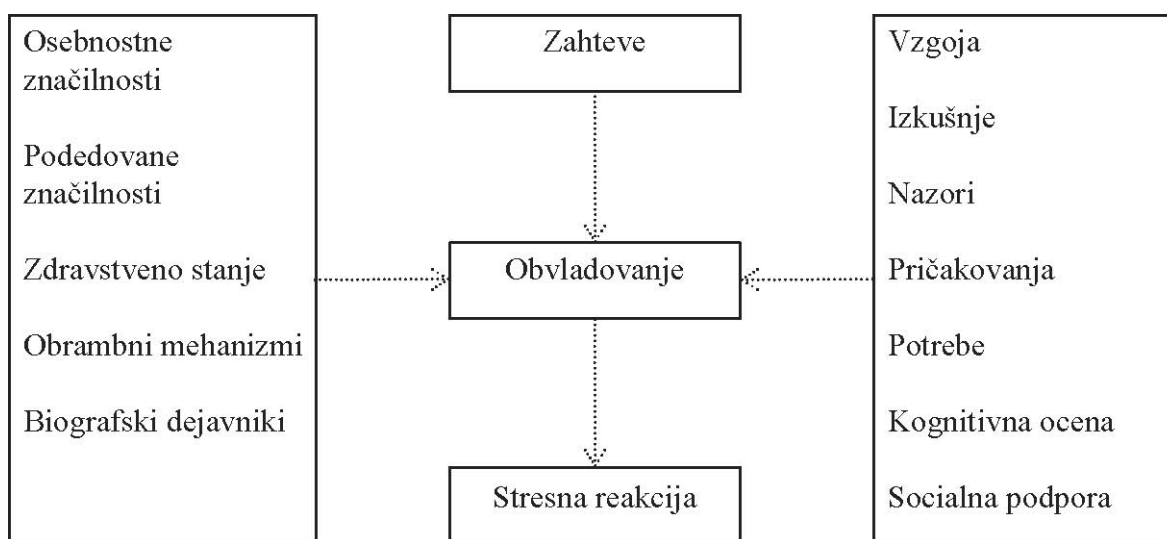 Osebnostne
značilnosti
Podedovane
značilnosti
Zdravstveno stanje
Obrambni mehanizmi
Biografski dejavniki
Zahteve
Obvladovanje
Stresna reakcija
Vzgoja
Izkušnje
Nazori
Pričakovanja
Potrebe
Kognitivna ocena
Socialna podpora